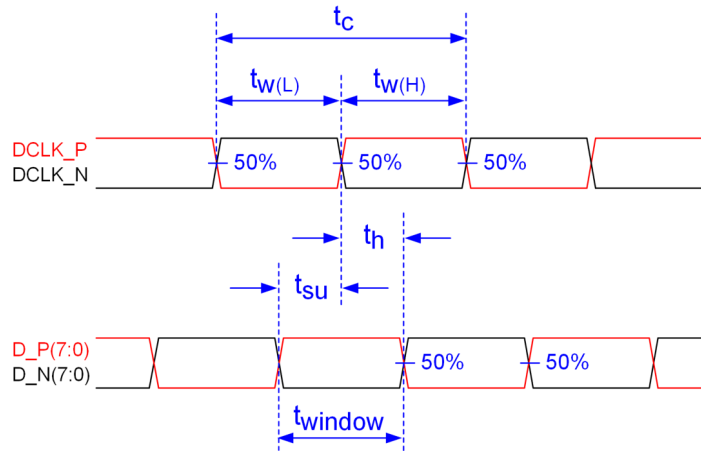 tc
tw(L) tw(H)
DCLK_P
DCLK_N
50% 50% 50%
th
tsu
D_P(7:0)
D_N(7:0)
50% 50%
twindow